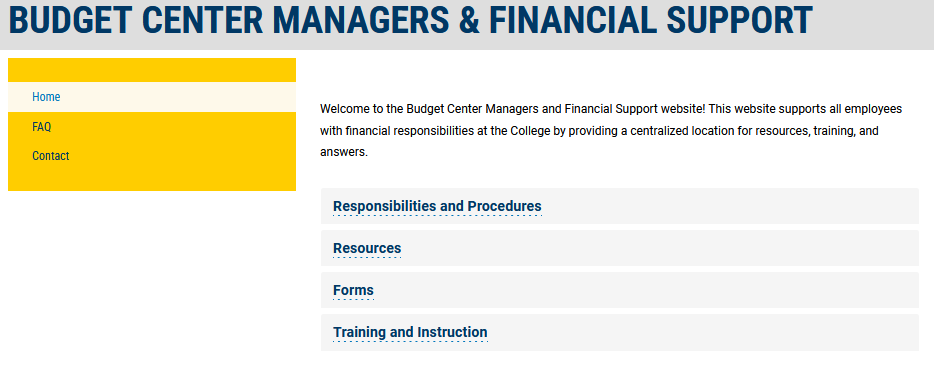 BUDGET CENTER MANAGERS & FINANCIAL SUPPORT
Home
FAQ
Contact
Welcome to the Budget Center Managers and Financial Support website! This website supports all employees
with financial responsibilities at the College by providing a centralized location for resources, training, and
answers.
Responsibilities and Procedures
Resources
Forms
Training and Instruction